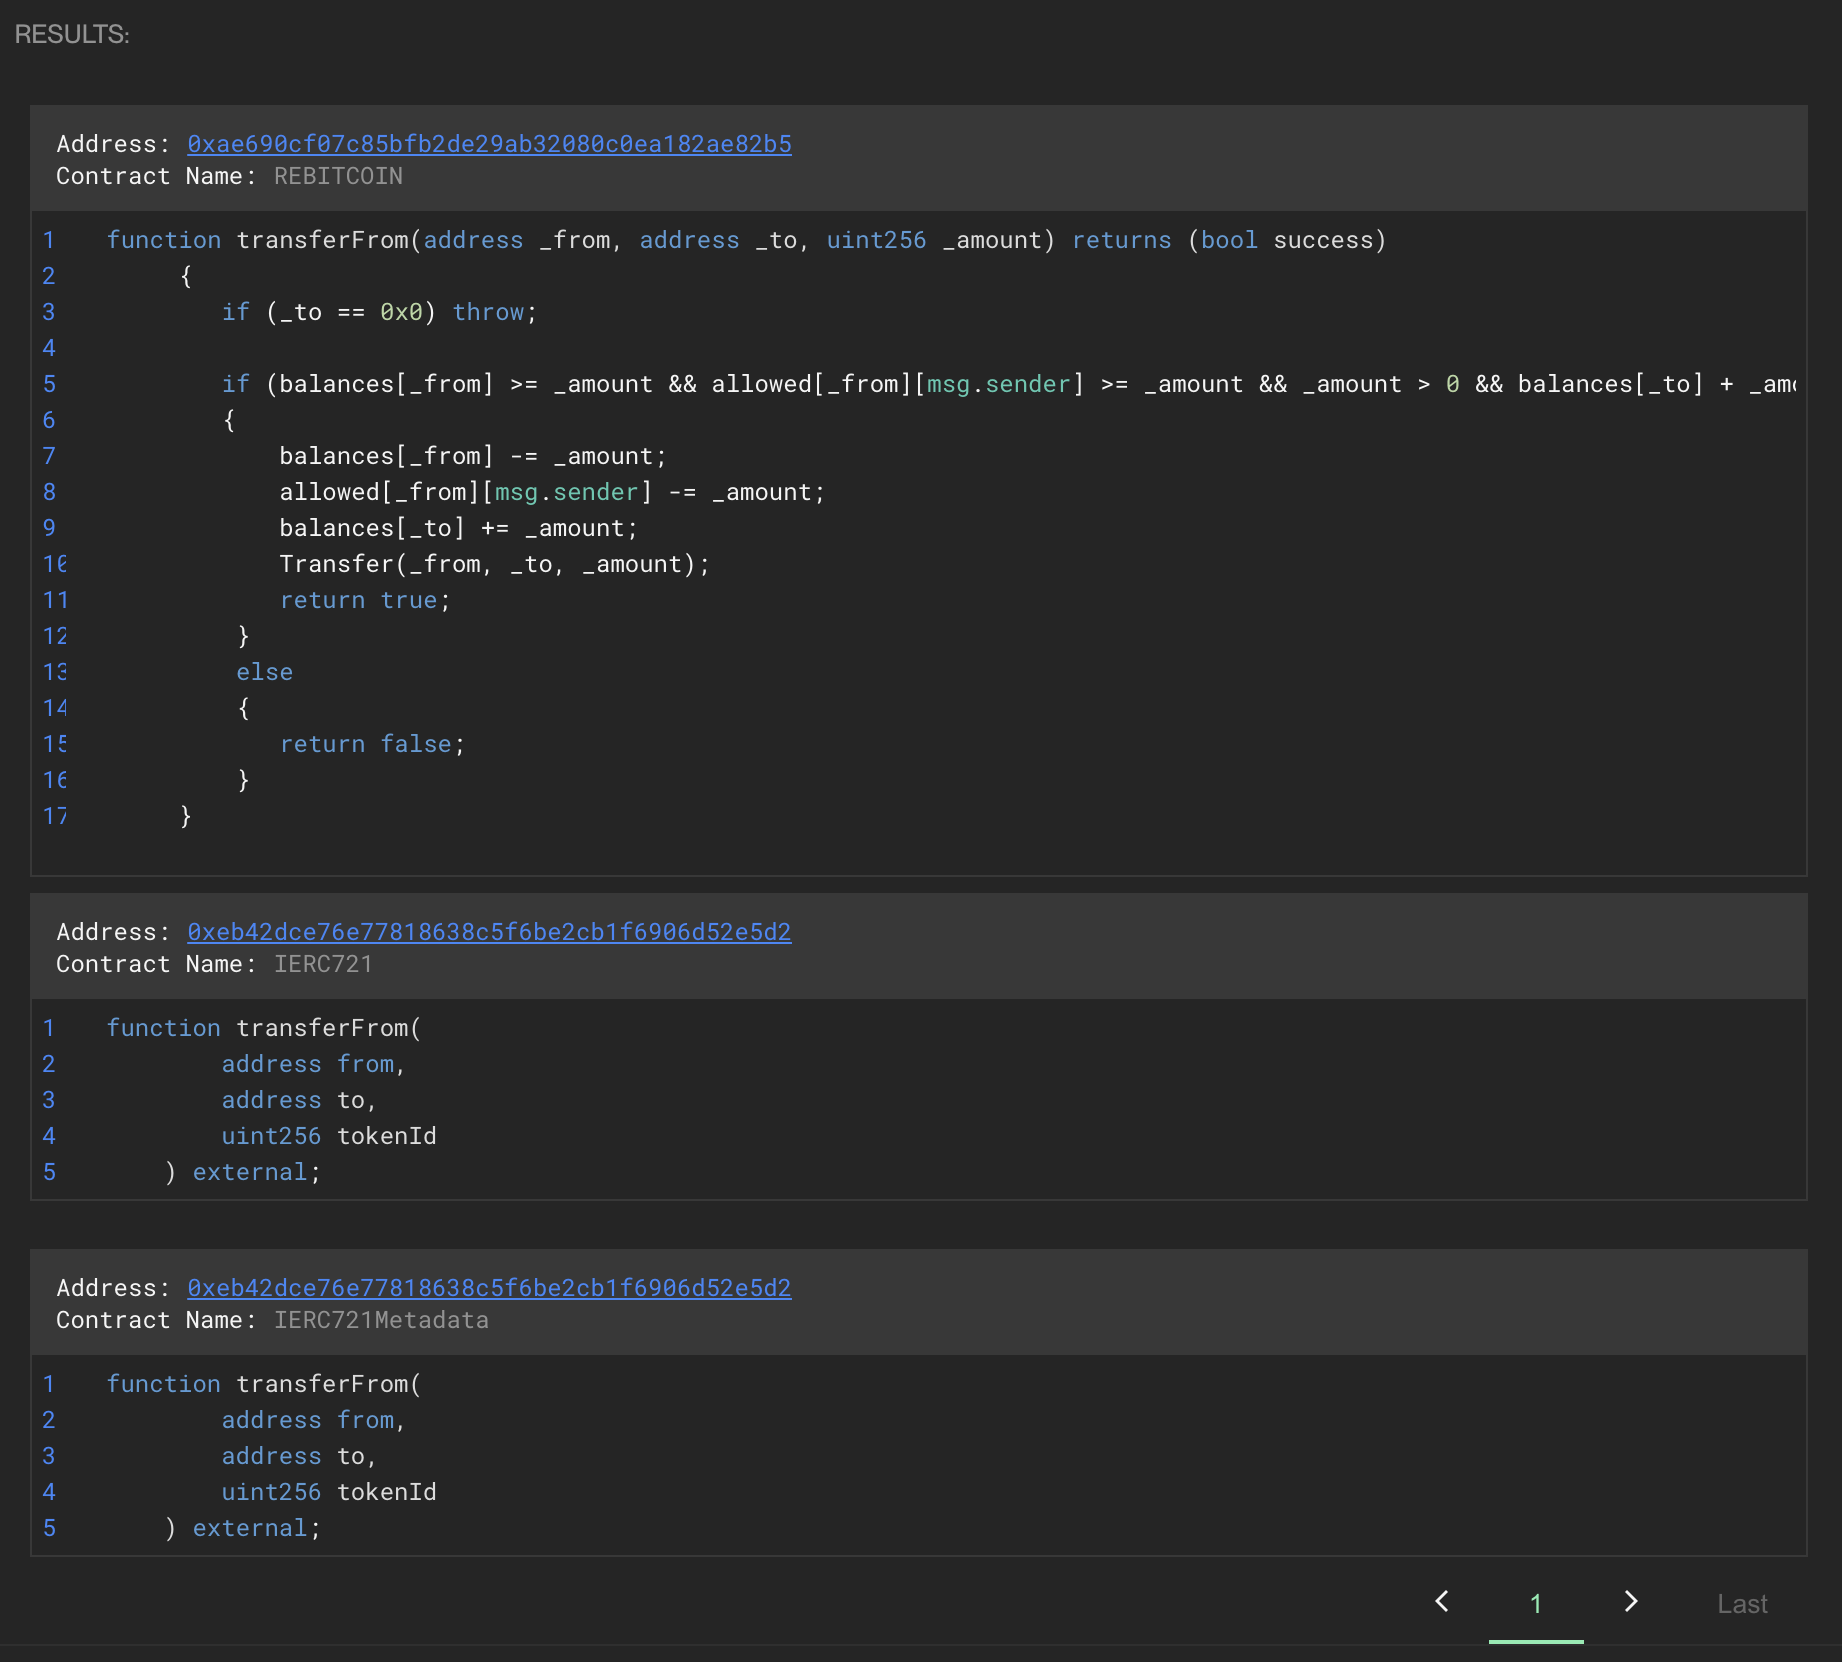 RESULTS:
Address: 0xae690cf07c85bfb2de29ab32080c0ea182ae82b5
Contract Name: REBITCOIN
1 function transferFrom(address _from, address _to, uint256 _amount) returns (bool success)
2 {
3 if (_to == 0x0) throw;
4
5 if (balances[_from] >= _amount && allowed[_from][msg.sender] >= _amount && _amount > 0 && balances[_to] +
6 {
7 balances[_from] -= _amount;
8 allowed[_from][msg.sender] -= _amount;
9 balances[_to] += _amount;
10 Transfer(_from, _to, _amount);
11 return true;
12 }
13 else
14 {
15 return false;
16 }
17 }
Address: 0xeb42dce76e77818638c5f6be2cb1f6906d52e5d2
Contract Name: IERC721
1 function transferFrom(
2 address from,
3 address to,
4 uint256 tokenId
5 ) external;
Address: 0xeb42dce76e77818638c5f6be2cb1f6906d52e5d2
Contract Name: IERC721Metadata
1 function transferFrom(
2 address from,
3 address to,
4 uint256 tokenId
5 ) external;
1 Last